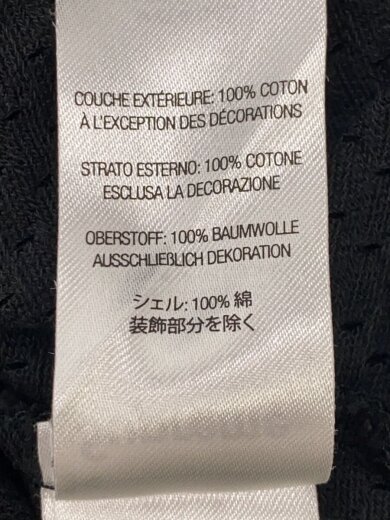 COUCHE EXTÉRIEURE: 100% COTON
À L'EXCEPTION DES DÉCORATIONS
STRATO ESTERNO: 100% COTONE
ESCLUSA LA DECORAZIONE
OBERSTOFF: 100% BAUMWOLLE
AUSSCHLIEßLICH DEKORATION
シェル: 100% 綿
装飾部分を除く